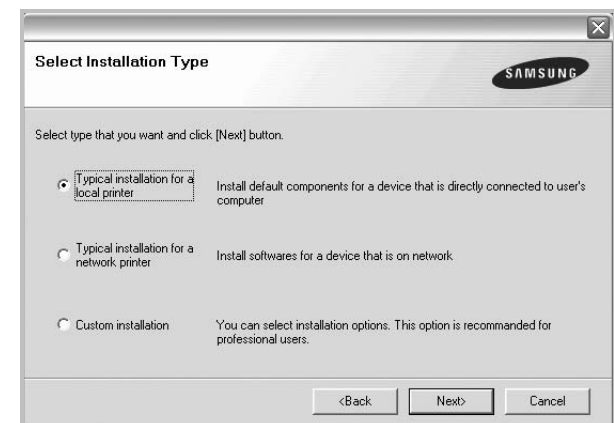 Select Installation Type
SAMSUNG
Select type that you want and click [Next] button.
Typical installation for a
local printer
Install default components for a device that is directly connected to user's
computer
Typical installation for a
network printer
Install softwares for a device that is on network
Custom installation
You can select installation options. This option is recommanded for
professional users.
<Back
Next>
Cancel